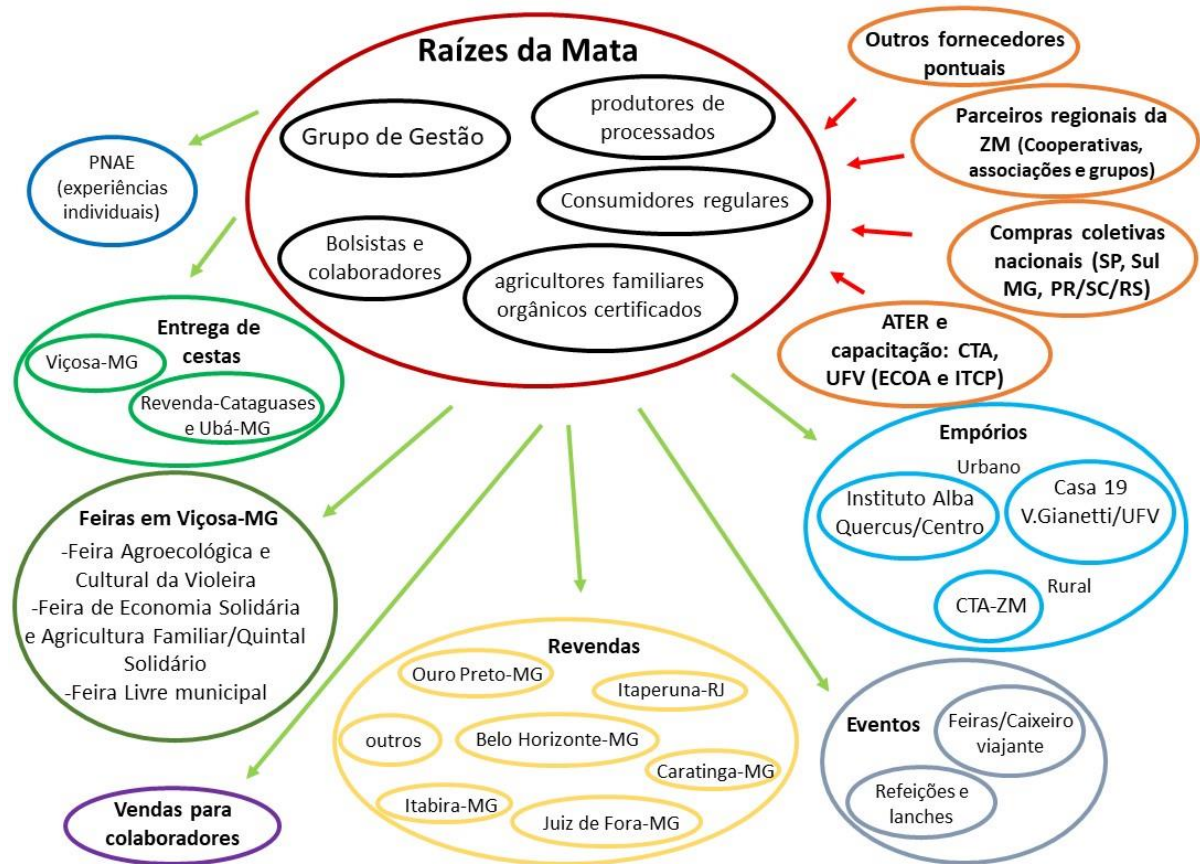 Raízes da Mata
Grupo de Gestão
produtores de
processados
Consumidores regulares
Bolsistas e
colaboradores
agricultores familiares
orgânicos certificados
Outros fornecedores
pontuais
Parceiros regionais da
ZM (Cooperativas,
associações e grupos)
Compras coletivas
nacionais (SP, Sul
MG, PR/SC/RS)
ATER e
capacitação: CTA,
UFV (ECOA e ITCP)
PNAE
(experiências
individuais)
Entrega de
cestas
Viçosa-MG
Revenda-Cataguases
e Ubá-MG
Feiras em Viçosa-MG
-Feira Agroecológica e
Cultural da Violeira
-Feira de Economia Solidária
e Agricultura Familiar/Quintal
Solidário
-Feira Livre municipal
Vendas para
colaboradores
Revendas
Ouro Preto-MG
Itaperuna-RJ
outros
Belo Horizonte-MG
Caratinga-MG
Itabira-MG
Juiz de Fora-MG
Empórios
Urbano
Instituto Alba
Quercus/Centro
Casa 19
V.Gianetti/UFV
Rural
CTA-ZM
Eventos
Feiras/Caixeiro
viajante
Refeições e
lanches